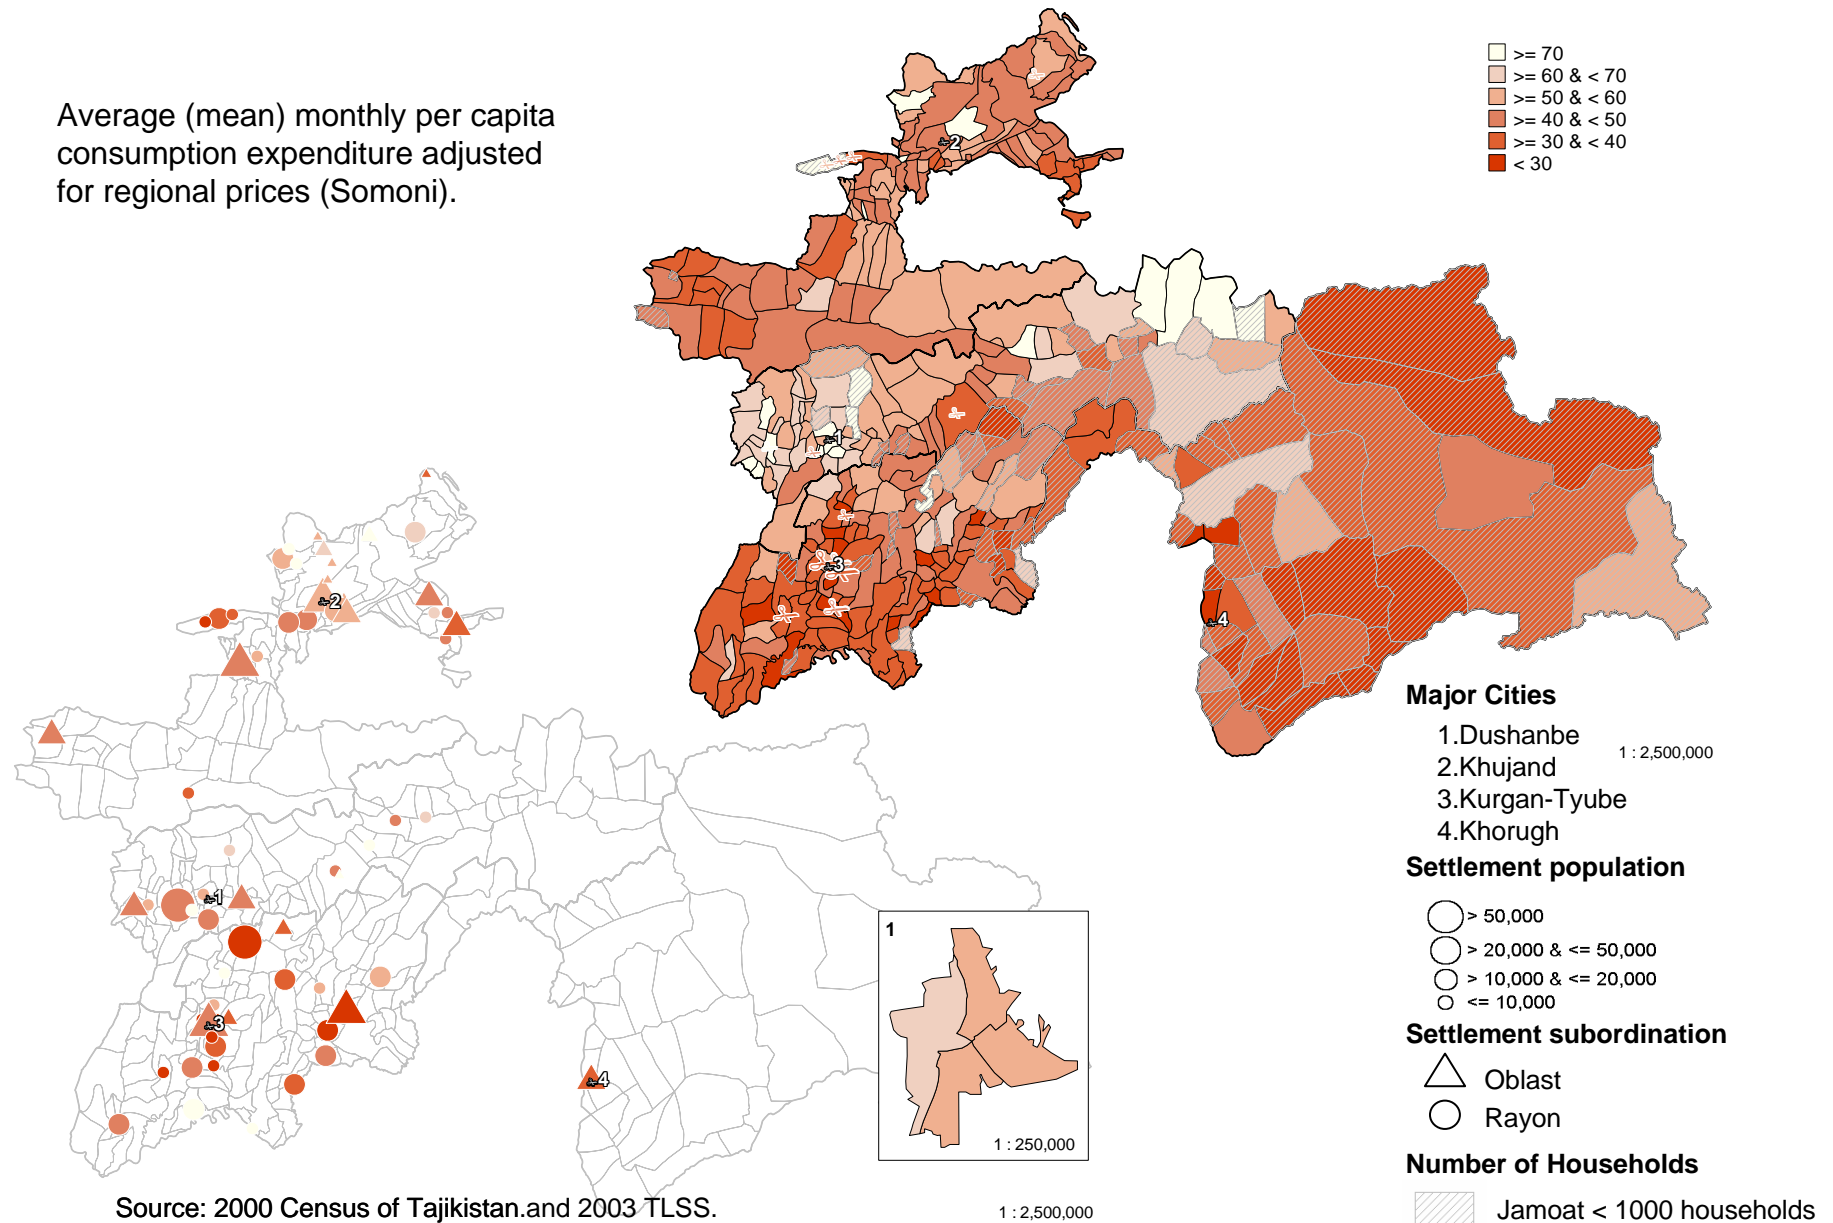 Average (mean) monthly per capita
consumption expenditure adjusted
for regional prices (Somoni).
>= 70
>= 60 & < 70
>= 50 & < 60
>= 40 & < 50
>= 30 & < 40
< 30
2
1
3
4
2
1
3
4
Major Cities
1.Dushanbe
1 : 2,500,000
2.Khujand
3.Kurgan-Tyube
4.Khorugh
Settlement population
> 50,000
> 20,000 & <= 50,000
> 10,000 & <= 20,000
<= 10,000
Settlement subordination
Oblast
Rayon
Number of Households
Jamoat < 1000 households
1
1 : 250,000
Source: 2000 Census of Tajikistan.and 2003 TLSS.
1 : 2,500,000